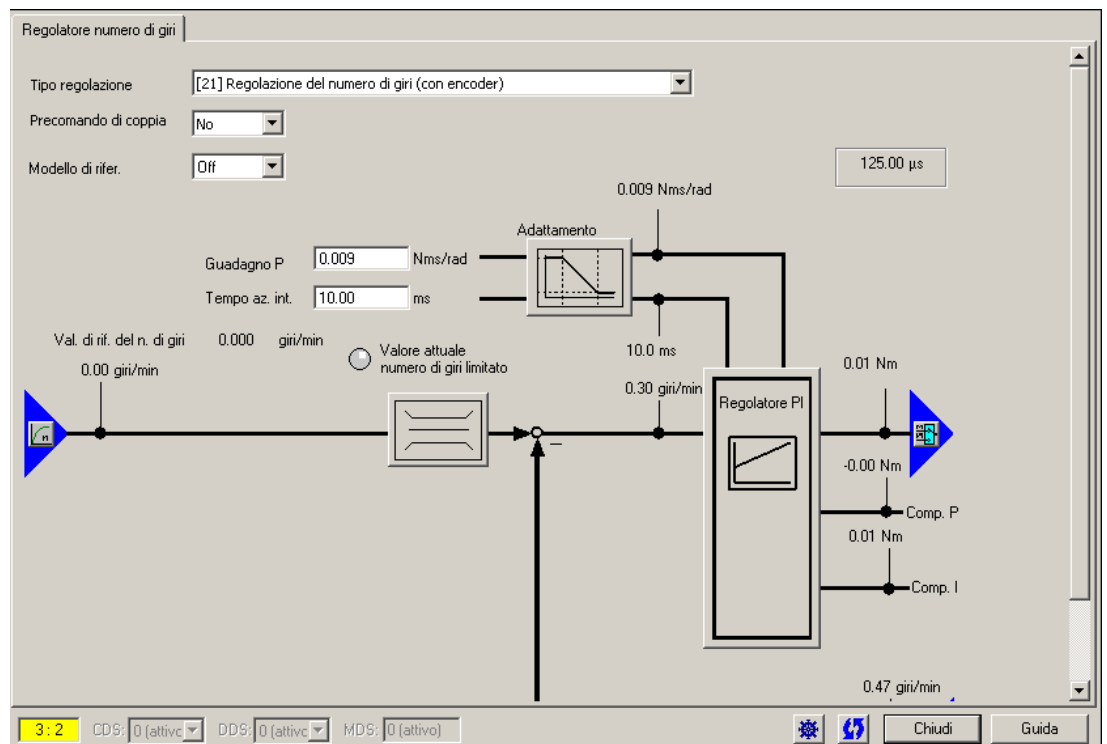 Regolatore numero di giri
Tipo regolazione [21] Regolazione del numero di giri (con encoder)
Precomando di coppia No
Modello di rifer. Off
125.00 µs
0.009 Nms/rad
Adattamento
Guadagno P 0.009 Nms/rad
Tempo az. int. 10.00 ms
Val. di rif. del n. di giri 0.000 giri/min
0.00 giri/min
Valore attuale
numero di giri limitato
10.0 ms
0.30 giri/min
0.01 Nm
Regolatore PI
n
-0.00 Nm
Comp. P
0.01 Nm
Comp. I
0.47 giri/min
3 : 2 CDS: 0 (attivc DDS: 0 (attivc MDS: 0 (attivo) Chiudi Guida